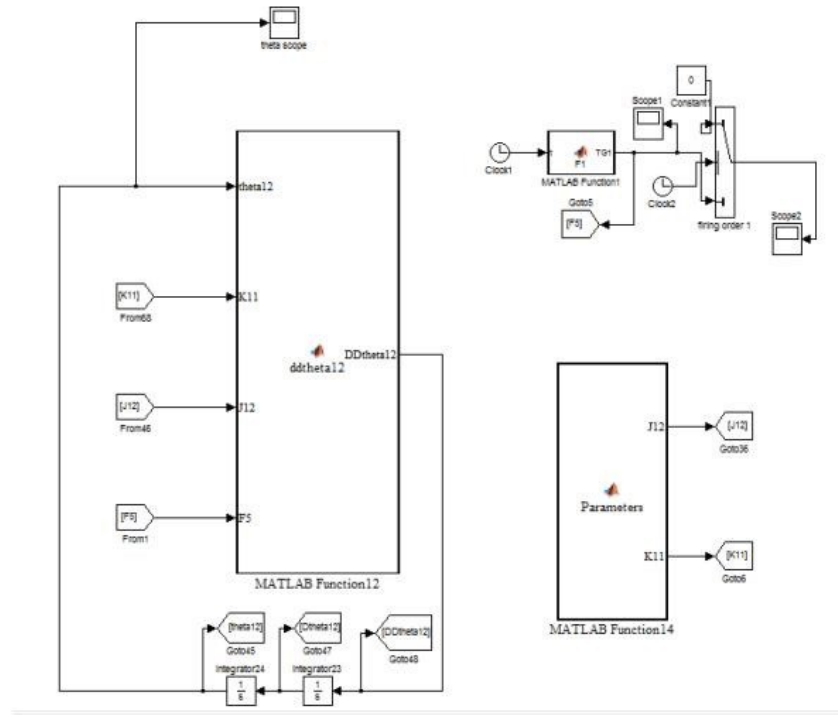 theta scope
theta12
[K11]
From68
K11
ddtheta12
DDtheta12
[J12]
From46
J12
[F5]
From1
F5
MATLAB Function12
[theta12]
Goto45
[Dtheta12]
Goto47
[DDtheta12]
Goto48
Integrator24
1
s
Integrator23
1
s
0
Constant1
Scope1
Clock1
t
F1
TG1
MATLAB Function1
Goto5
[F5]
Clock2
firing order 1
Scope2
Parameters
J12
[J12]
Goto36
K11
[K11]
Goto6
MATLAB Function14